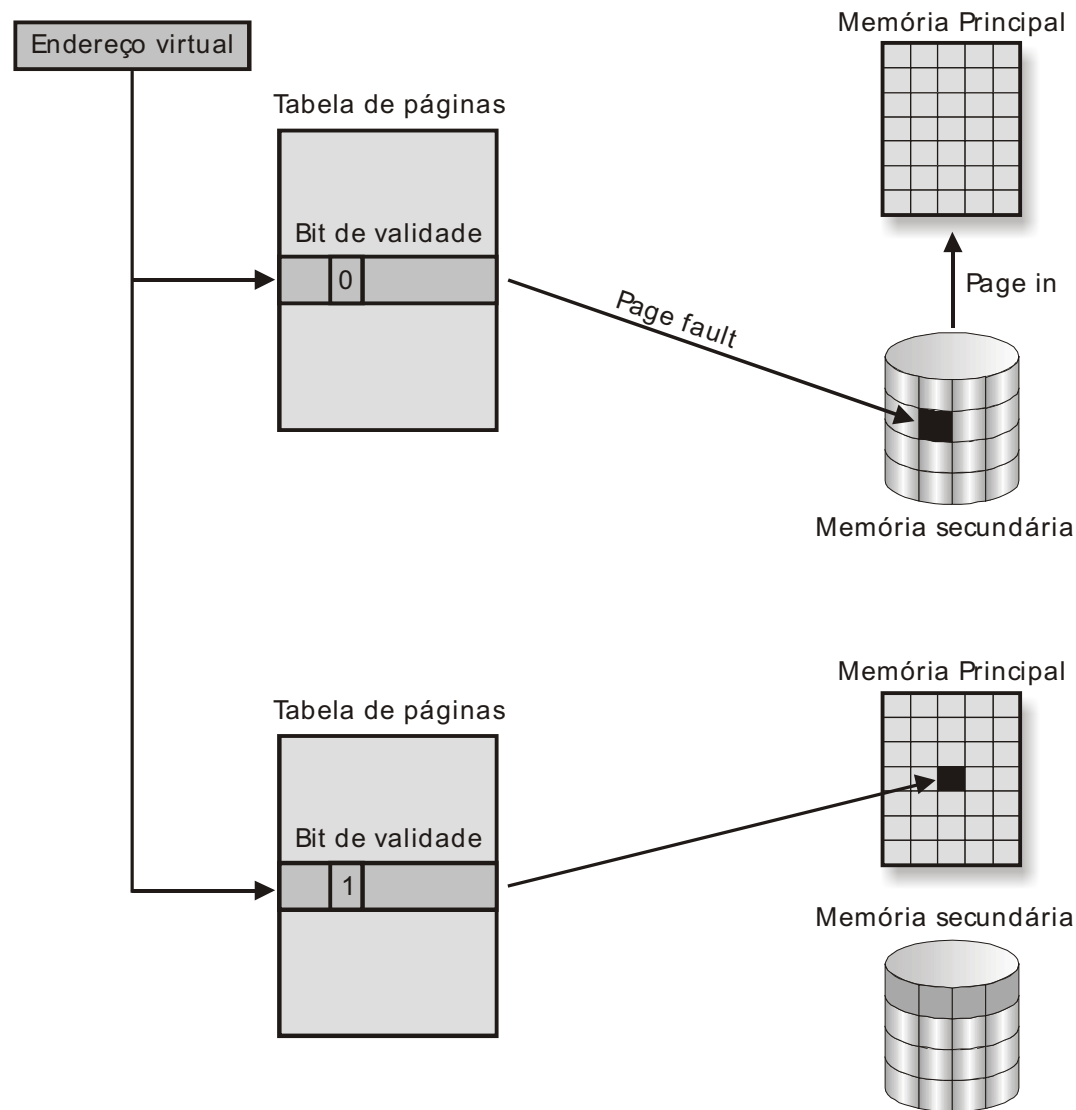 Endereço virtual
Memória Principal
Tabela de páginas
Bit de validade
0
Page fault
Page in
Memória secundária
Memória Principal
Tabela de páginas
Bit de validade
1
Memória secundária